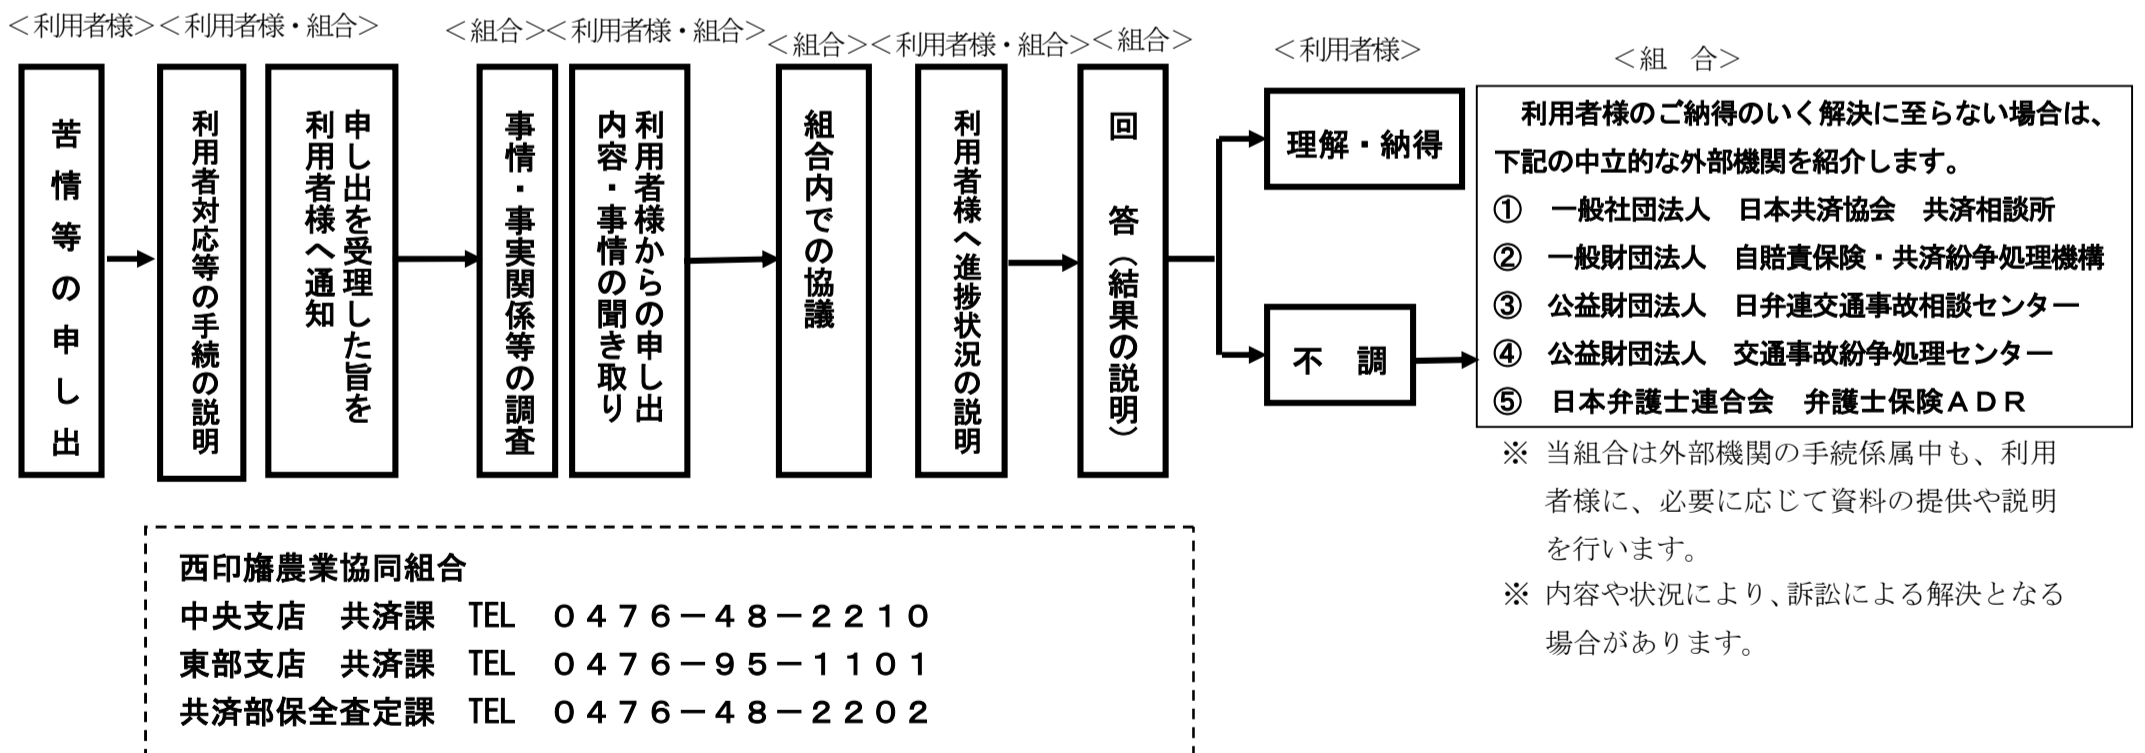 ＜利用者様＞
＜利用者様・組合＞
＜組合＞
＜利用者様・組合＞
＜組合＞
＜利用者様・組合＞
＜組合＞
＜利用者様＞
＜組　合＞
苦情等の申し出
利用者対応等の手続の説明
申し出を受理した旨を
利用者様へ通知
事情・事実関係等の調査
利用者様からの申し出
内容・事情の聞き取り
組合内での協議
利用者様へ進捗状況の説明
回　答（結果の説明）
理解・納得
不　調
利用者様のご納得のいく解決に至らない場合は、
下記の中立的な外部機関を紹介します。
①　一般社団法人　日本共済協会　共済相談所
②　一般財団法人　自賠責保険・共済紛争処理機構
③　公益財団法人　日弁連交通事故相談センター
④　公益財団法人　交通事故紛争処理センター
⑤　日本弁護士連合会　弁護士保険ＡＤＲ
※ 当組合は外部機関の手続係属中も、利用
者様に、必要に応じて資料の提供や説明
を行います。
※ 内容や状況により、訴訟による解決となる
場合があります。
西印旛農業協同組合
中央支店　共済課　TEL　０４７６－４８－２２１０
東部支店　共済課　TEL　０４７６－９５－１１０１
共済部保全査定課　TEL　０４７６－４８－２２０２